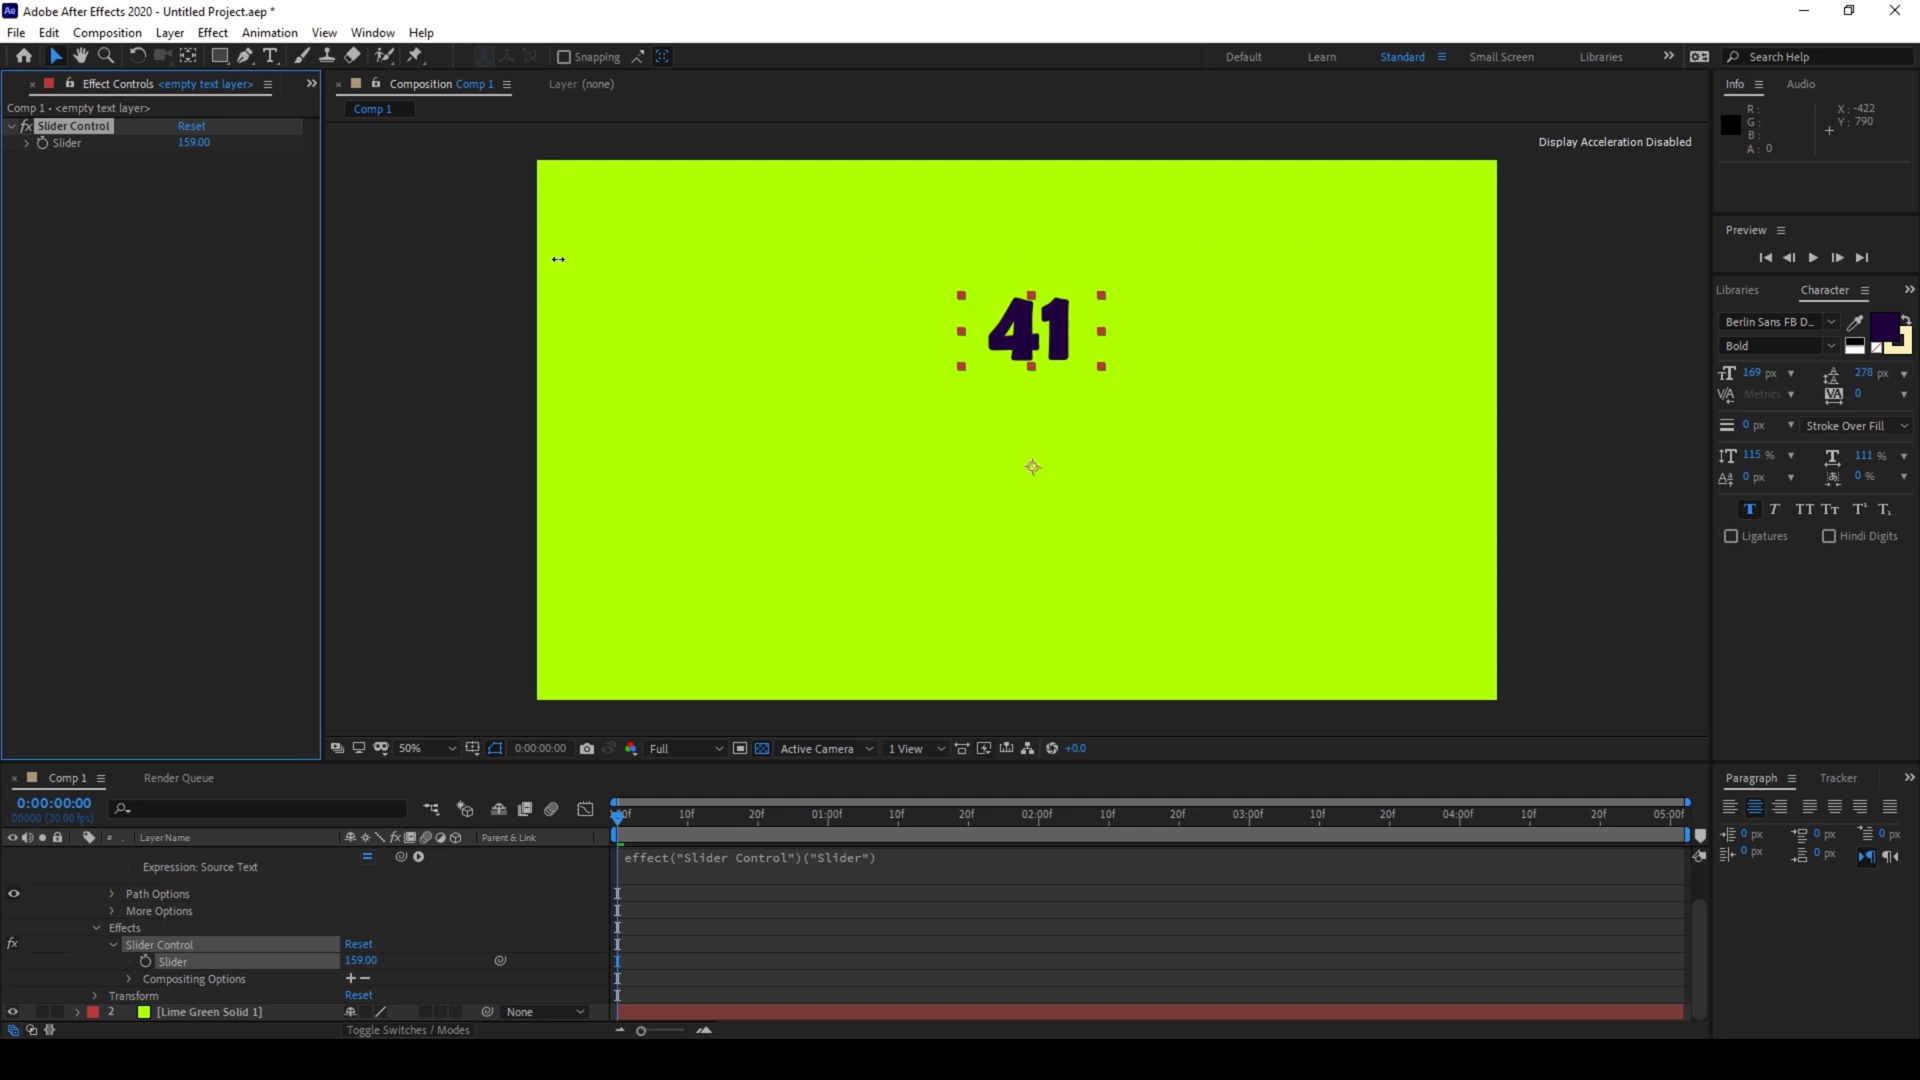 Ae Adobe After Effects 2020 - Untitled Project.aep *
File Edit Composition Layer Effect Animation View Window Help
Snapping
Default Learn Standard Small Screen Libraries Search Help
Effect Controls <empty text layer>
Comp 1 • <empty text layer>
fx Slider Control Reset
Slider 159.00
Composition Comp 1 Layer (none)
Comp 1
Display Acceleration Disabled
41
50% 0:00:00:00 Full Active Camera 1 View +0.0
Info Audio
R :
G :
B :
A : 0
X : -422
Y : 790
Preview
Libraries Character
Berlin Sans FB D...
Bold
169 px 278 px
Metrics 0
0 px Stroke Over Fill
115 % 111 %
0 px 0 %
T T TT Tт T¹ T₁
Ligatures Hindi Digits
Comp 1 Render Queue
0:00:00:00
00000 (30.00 fps)
# . Layer Name Parent & Link
00f 10f 20f 01:00f 10f 20f 02:00f 10f 20f 03:00f 10f 20f 04:00f 10f 20f 05:00f
Expression: Source Text
effect("Slider Control")("Slider")
Path Options
More Options
Effects
fx Slider Control Reset
Slider 159.00
Compositing Options
Transform Reset
2 [Lime Green Solid 1] None
Toggle Switches / Modes
Paragraph Tracker
0 px 0 px 0 px
0 px 0 px